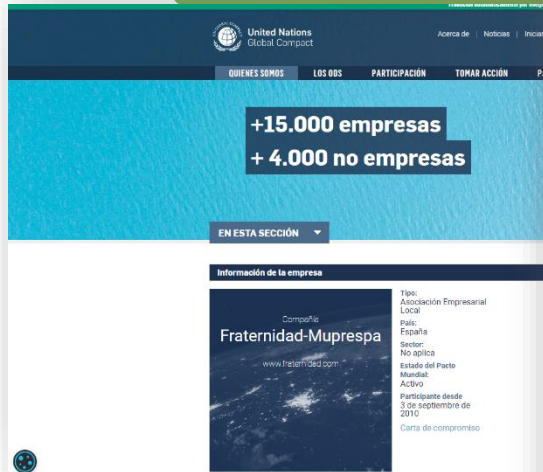 United Nations
Global Compact
Acerca de | Noticias | Iniciar
QUIENES SOMOS LOS ODS PARTICIPACIÓN TOMAR ACCIÓN
+15.000 empresas
+ 4.000 no empresas
EN ESTA SECCIÓN
Información de la empresa
Compañía
Fraternidad-Muprespa
www.fraternidad.com
Tipo:
Asociación Empresarial
Local
País:
España
Sector:
No aplica
Estado del Pacto
Mundial:
Activo
Participante desde
3 de septiembre de
2010
Carta de compromiso